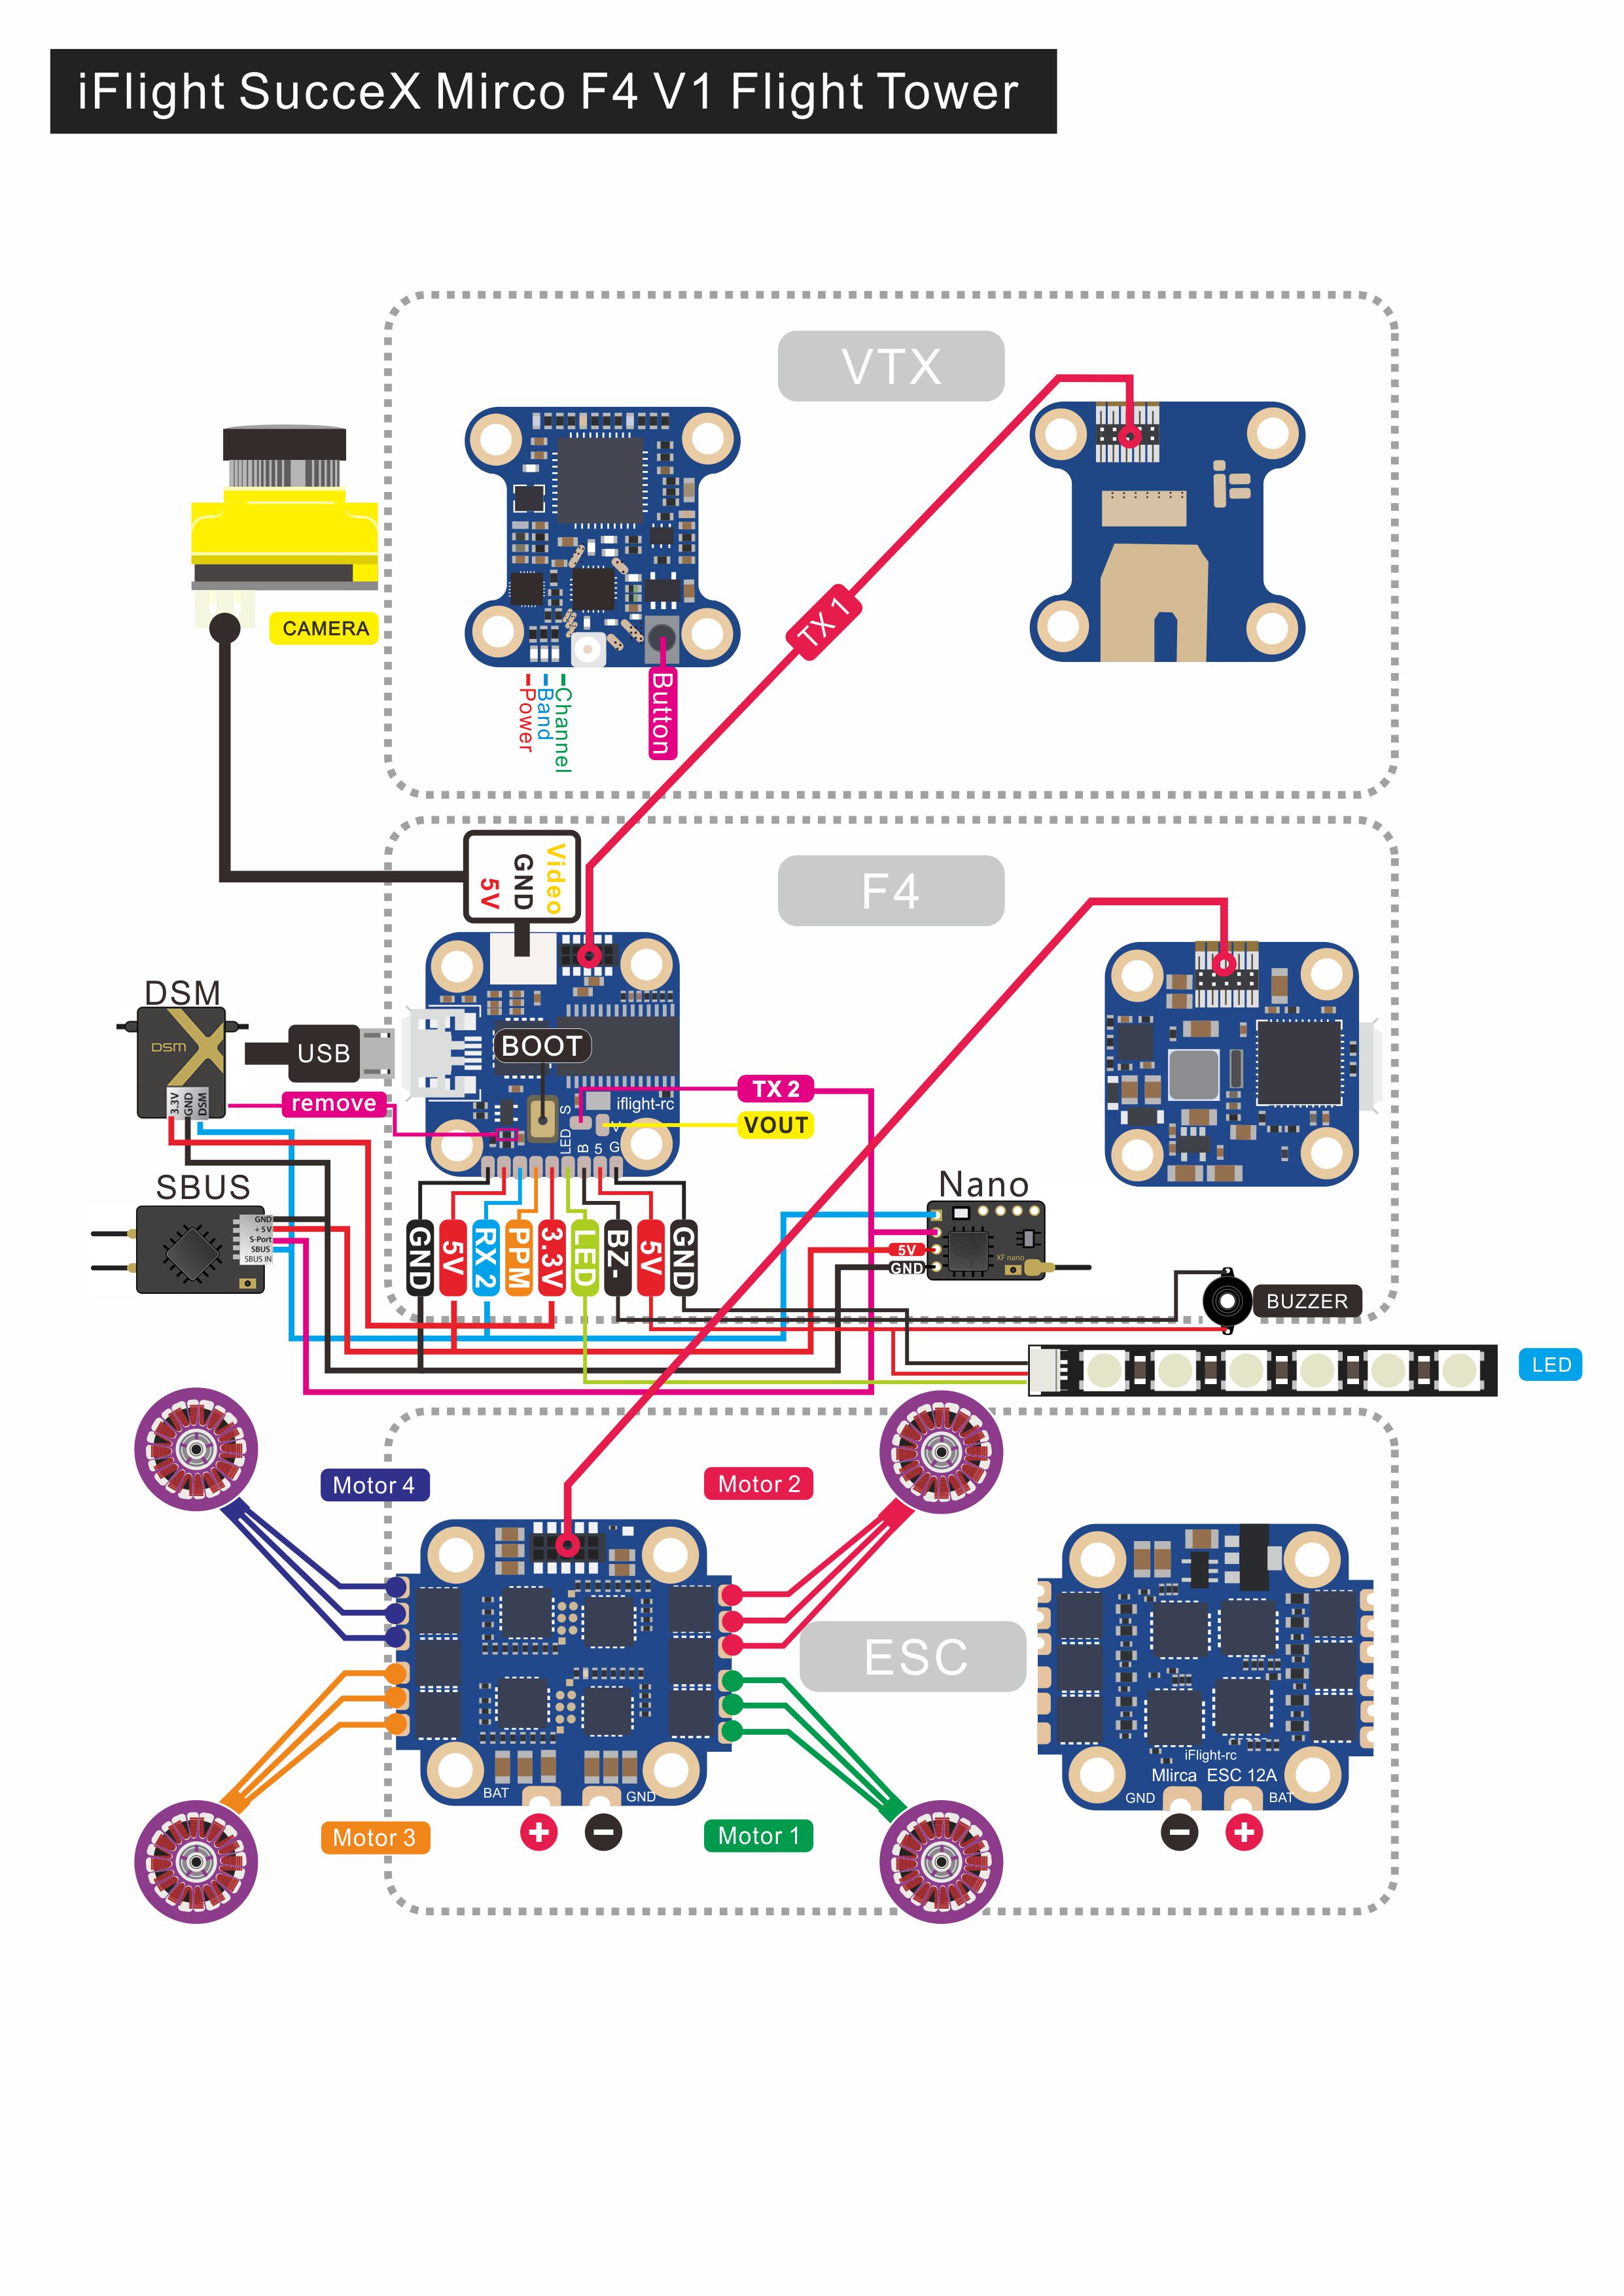 iFlight SucceX Mirco F4 V1 Flight Tower
VTX
CAMERA
TX 1
Power
Band
Channel
Button
F4
Video
GND
5V
DSM
DSM
3.3V
GND
DSM
USB
BOOT
remove
TX 2
VOUT
iflight-rc
S
V
LED
B
5
G
SBUS
GND
+ 5 V
S-Port
SBUS
SBUS IN
GND
5V
RX 2
PPM
3.3V
LED
BZ-
5V
GND
Nano
5V
GND
XF nano
BUZZER
LED
Motor 4
Motor 2
ESC
BAT
GND
iFlight-rc
MIirca ESC 12A
GND
BAT
Motor 3
Motor 1